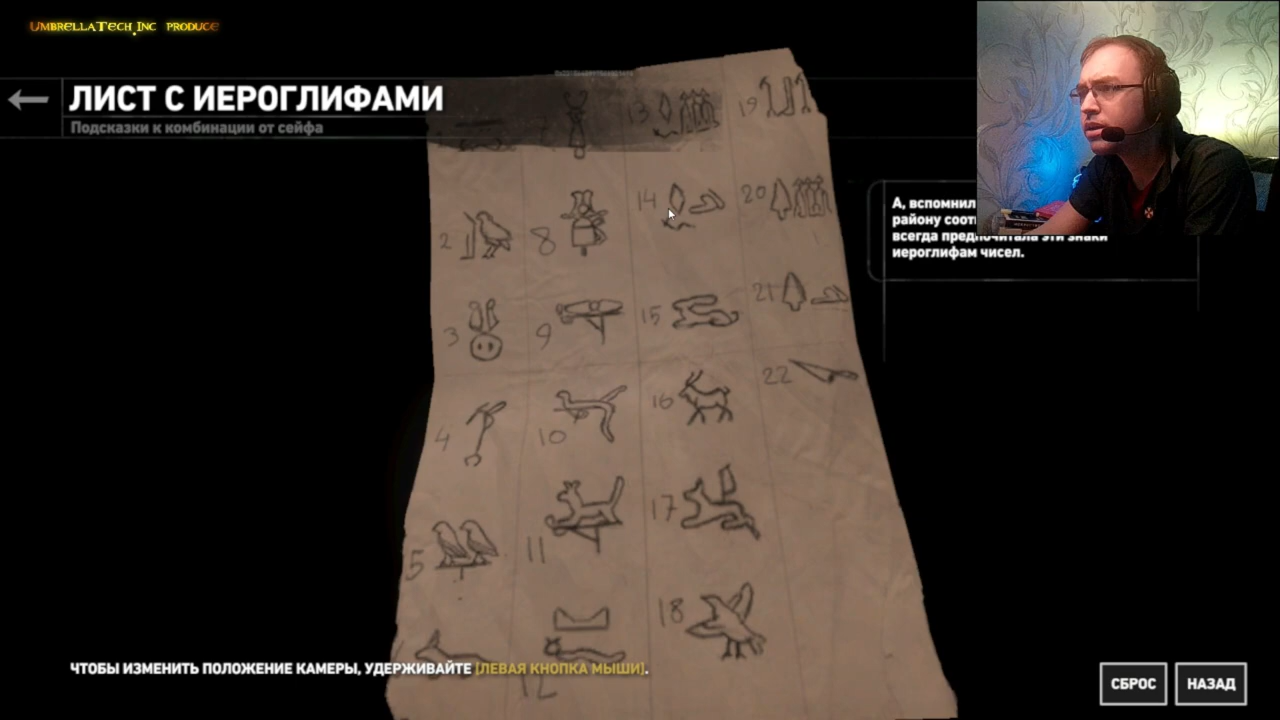 UmbrellaTech.Inc produce
ЛИСТ С ИЕРОГЛИФАМИ
Подсказки к комбинации от сейфа
А, вспомнил
району
всегда предпочитала эти знаки
иероглифам чисел.
13
19
14
20
2
8
3
9
15
21
4
10
16
22
5
11
17
12
18
ЧТОБЫ ИЗМЕНИТЬ ПОЛОЖЕНИЕ КАМЕРЫ, УДЕРЖИВАЙТЕ [ЛЕВАЯ КНОПКА МЫШИ].
СБРОС
НАЗАД